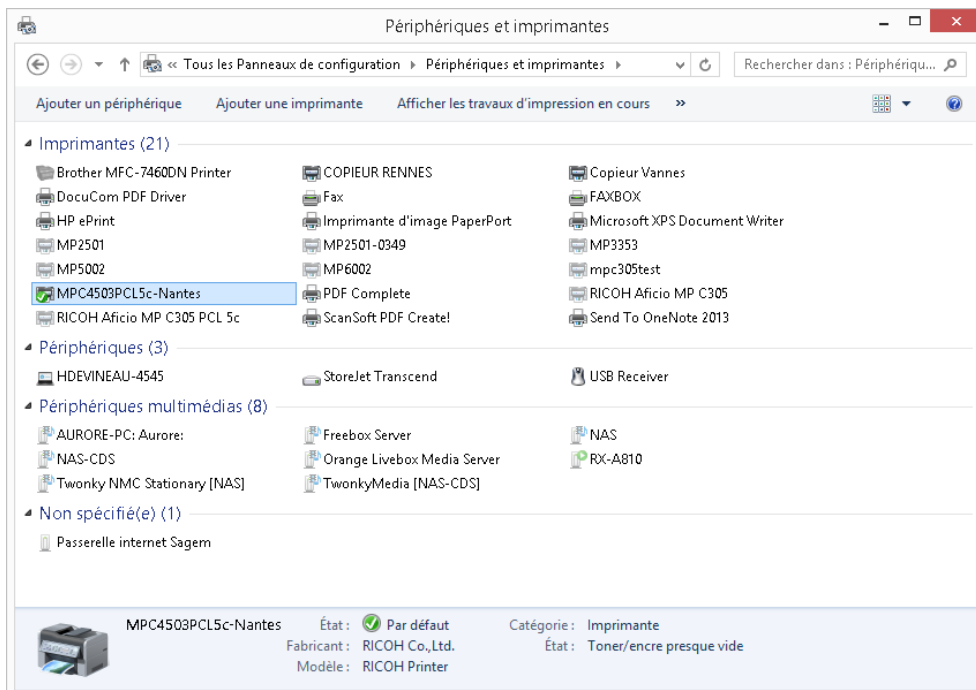 Périphériques et imprimantes
« Tous les Panneaux de configuration ▸ Périphériques et imprimantes ▸ Rechercher dans : Périphériqu...
Ajouter un périphérique Ajouter une imprimante Afficher les travaux d'impression en cours »
Imprimantes (21)
Brother MFC-7460DN Printer COPIEUR RENNES Copieur Vannes
DocuCom PDF Driver Fax FAXBOX
HP ePrint Imprimante d'image PaperPort Microsoft XPS Document Writer
MP2501 MP2501-0349 MP3353
MP5002 MP6002 mpc305test
MPC4503PCL5c-Nantes PDF Complete RICOH Aficio MP C305
RICOH Aficio MP C305 PCL 5c ScanSoft PDF Create! Send To OneNote 2013
Périphériques (3)
HDEVINEAU-4545 StoreJet Transcend USB Receiver
Périphériques multimédias (8)
AURORE-PC: Aurore: Freebox Server NAS
NAS-CDS Orange Livebox Media Server RX-A810
Twonky NMC Stationary [NAS] TwonkyMedia [NAS-CDS]
Non spécifié(e) (1)
Passerelle internet Sagem
MPC4503PCL5c-Nantes État : Par défaut Catégorie : Imprimante
Fabricant : RICOH Co.,Ltd. État : Toner/encre presque vide
Modèle : RICOH Printer